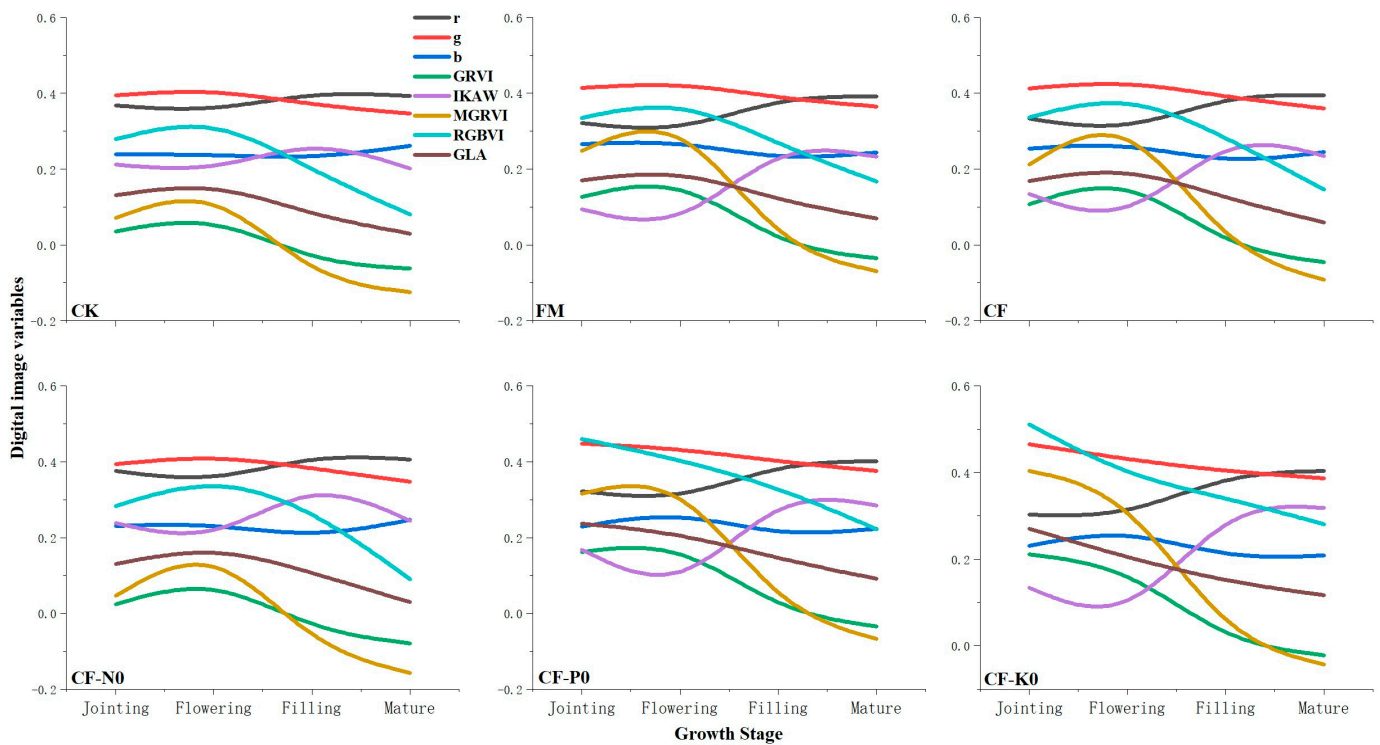 0.6 0.6 0.6
r
g
b
GRVI
IKAW
MGRVI
RGBVI
GLA
0.4 0.4 0.4
0.2 0.2 0.2
0.0 0.0 0.0
-0.2 -0.2 -0.2
CK FM CF
Digital image variables
0.6 0.6 0.6
0.4 0.4 0.4
0.2 0.2 0.2
0.0 0.0 0.0
-0.2 -0.2
CF-N0 CF-P0 CF-K0
Jointing Flowering Filling Mature Jointing Flowering Filling Mature Jointing Flowering Filling Mature
Growth Stage